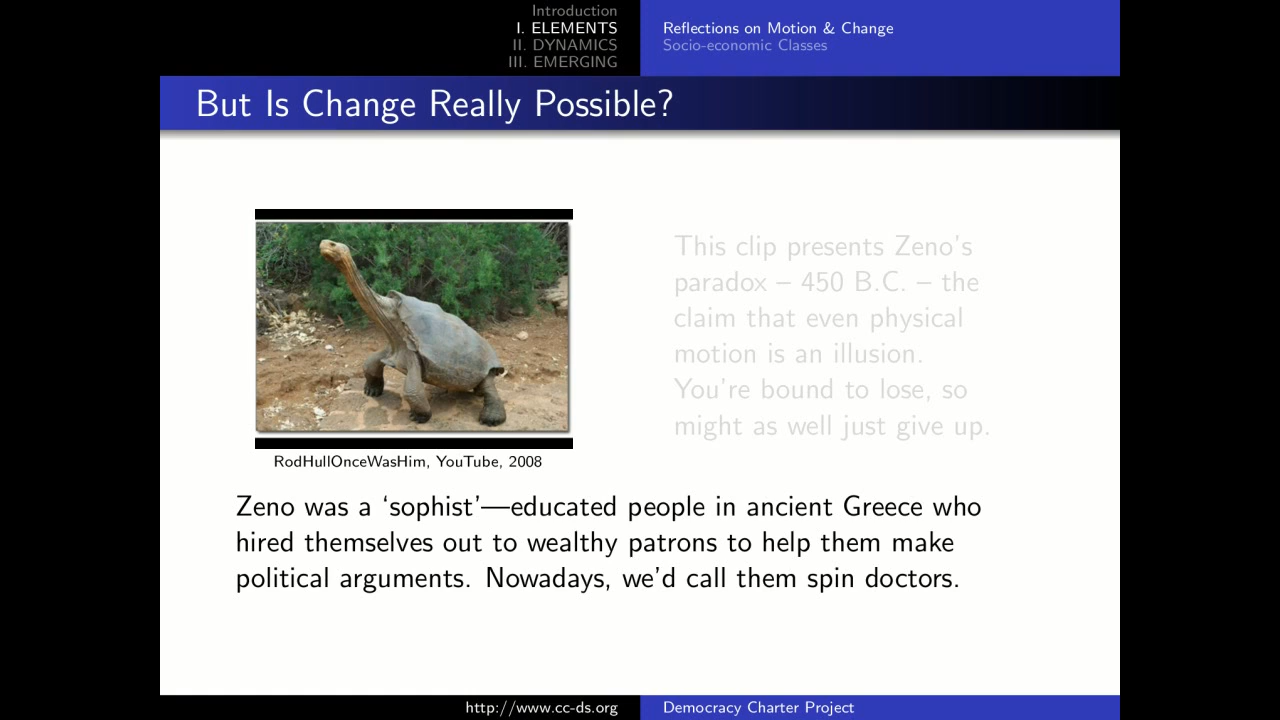 Introduction
I. ELEMENTS
II. DYNAMICS
III. EMERGING
Reflections on Motion & Change
Socio-economic Classes
But Is Change Really Possible?
This clip presents Zeno's
paradox – 450 B.C. – the
claim that even physical
motion is an illusion.
You're bound to lose, so
might as well just give up.
RodHullOnceWasHim, YouTube, 2008
Zeno was a ‘sophist’—educated people in ancient Greece who
hired themselves out to wealthy patrons to help them make
political arguments. Nowadays, we'd call them spin doctors.
http://www.cc-ds.org
Democracy Charter Project